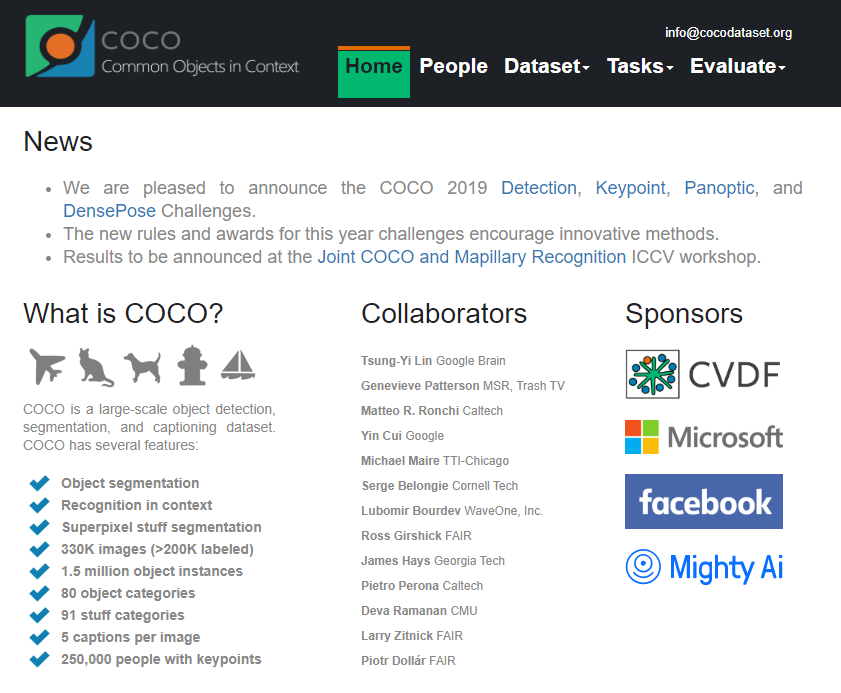 COCO
Common Objects in Context
info@cocodataset.org
Home People Dataset Tasks Evaluate
News
We are pleased to announce the COCO 2019 Detection, Keypoint, Panoptic, and
DensePose Challenges.
The new rules and awards for this year challenges encourage innovative methods.
Results to be announced at the Joint COCO and Mapillary Recognition ICCV workshop.
What is COCO?
COCO is a large-scale object detection,
segmentation, and captioning dataset.
COCO has several features:
Object segmentation
Recognition in context
Superpixel stuff segmentation
330K images (>200K labeled)
1.5 million object instances
80 object categories
91 stuff categories
5 captions per image
250,000 people with keypoints
Collaborators
Tsung-Yi Lin Google Brain
Genevieve Patterson MSR, Trash TV
Matteo R. Ronchi Caltech
Yin Cui Google
Michael Maire TTI-Chicago
Serge Belongie Cornell Tech
Lubomir Bourdev WaveOne, Inc.
Ross Girshick FAIR
James Hays Georgia Tech
Pietro Perona Caltech
Deva Ramanan CMU
Larry Zitnick FAIR
Piotr Dollár FAIR
Sponsors
CVDF
Microsoft
facebook
Mighty Ai